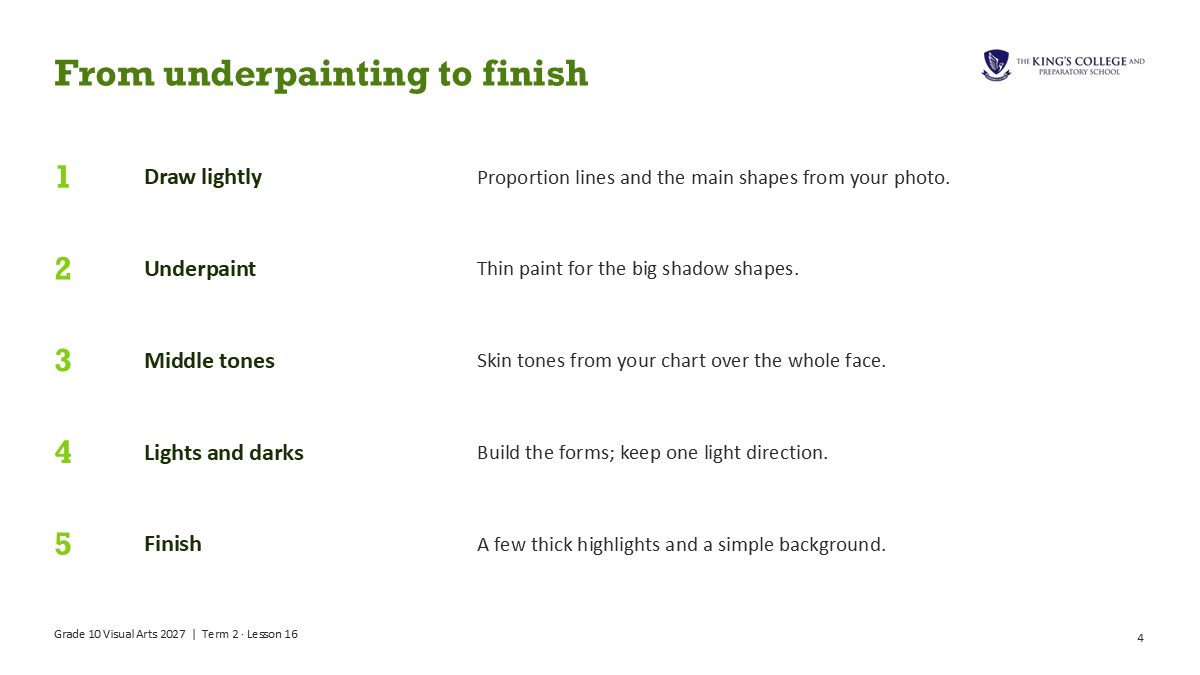 From underpainting to finish
THE KING'S COLLEGE AND
PREPARATORY SCHOOL
1 Draw lightly Proportion lines and the main shapes from your photo.
2 Underpaint Thin paint for the big shadow shapes.
3 Middle tones Skin tones from your chart over the whole face.
4 Lights and darks Build the forms; keep one light direction.
5 Finish A few thick highlights and a simple background.
Grade 10 Visual Arts 2027 | Term 2 · Lesson 16
4